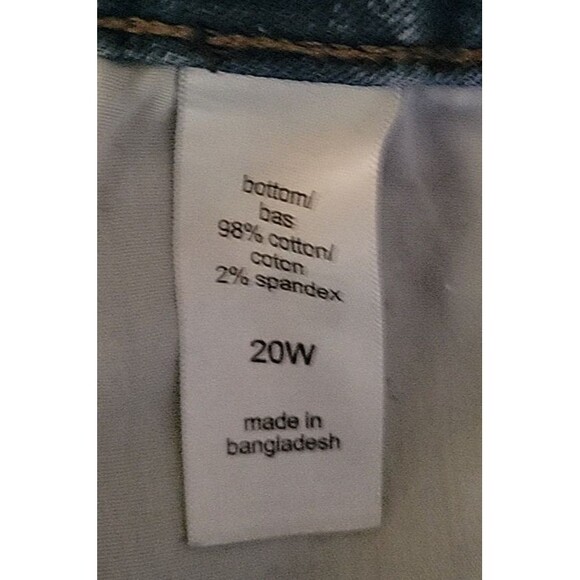 bottom/
bas
98% cotton/
coton
2% spandex
20W
made in
bangladesh